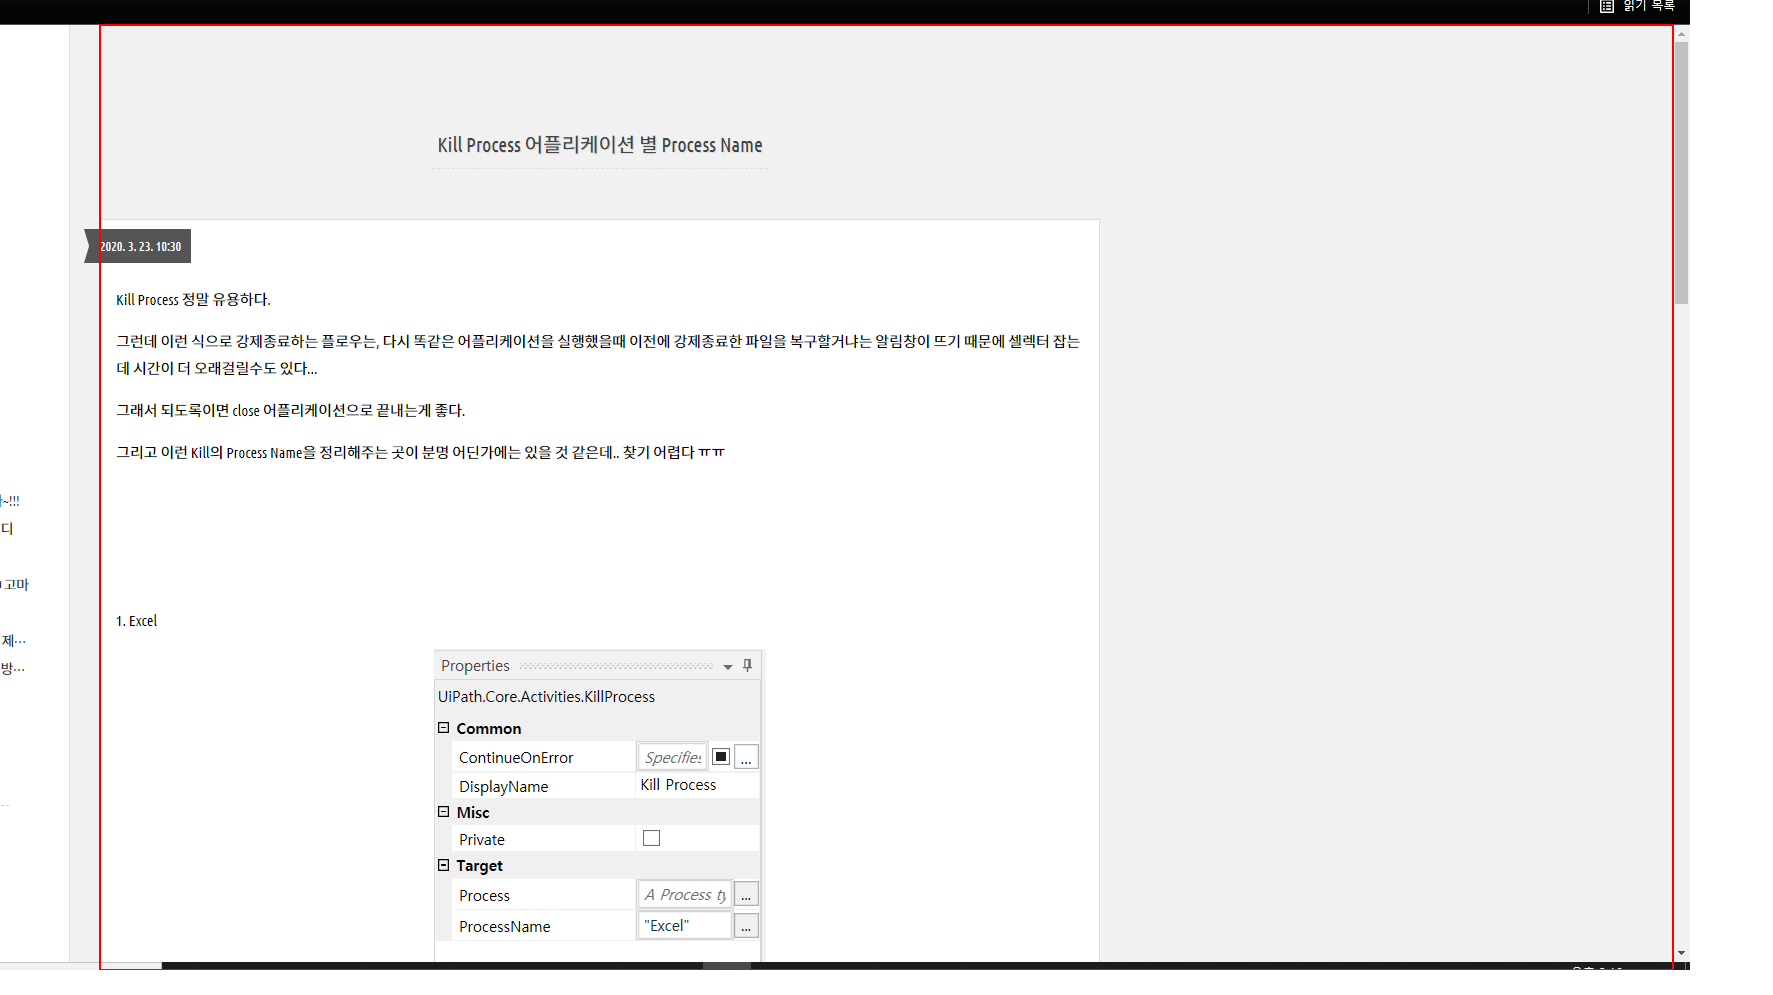 읽기 목록
Kill Process 어플리케이션 별 Process Name
2020. 3. 23. 10:30
Kill Process 정말 유용하다.
그런데 이런 식으로 강제종료하는 플로우는, 다시 똑같은 어플리케이션을 실행했을때 이전에 강제종료한 파일을 복구할거냐는 알림창이 뜨기 때문에 셀렉터 잡는
데 시간이 더 오래걸릴수도 있다...
그래서 되도록이면 close 어플리케이션으로 끝내는게 좋다.
그리고 이런 Kill의 Process Name을 정리해주는 곳이 분명 어딘가에는 있을 것 같은데.. 찾기 어렵다 ㅠㅠ
~!!!
디
고마
제...
방...
1. Excel
Properties
UiPath.Core.Activities.KillProcess
Common
ContinueOnError Specifies ...
DisplayName Kill Process
Misc
Private
Target
Process A Process ty ...
ProcessName "Excel" ...